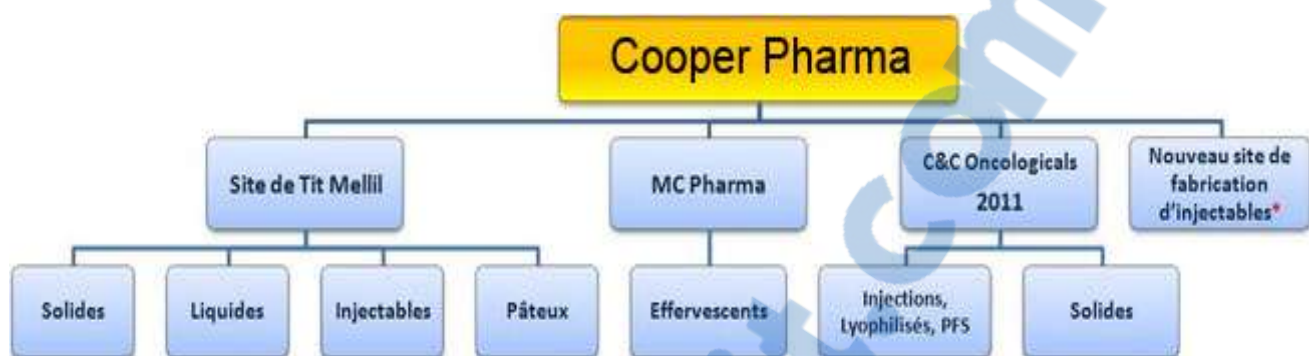 Cooper Pharma
Site de Tit Mellil
MC Pharma
C&C Oncologicals
2011
Nouveau site de
fabrication
d'injectables*
Solides
Liquides
Injectables
Pâteux
Effervescents
Injections,
Lyophilisés, PFS
Solides